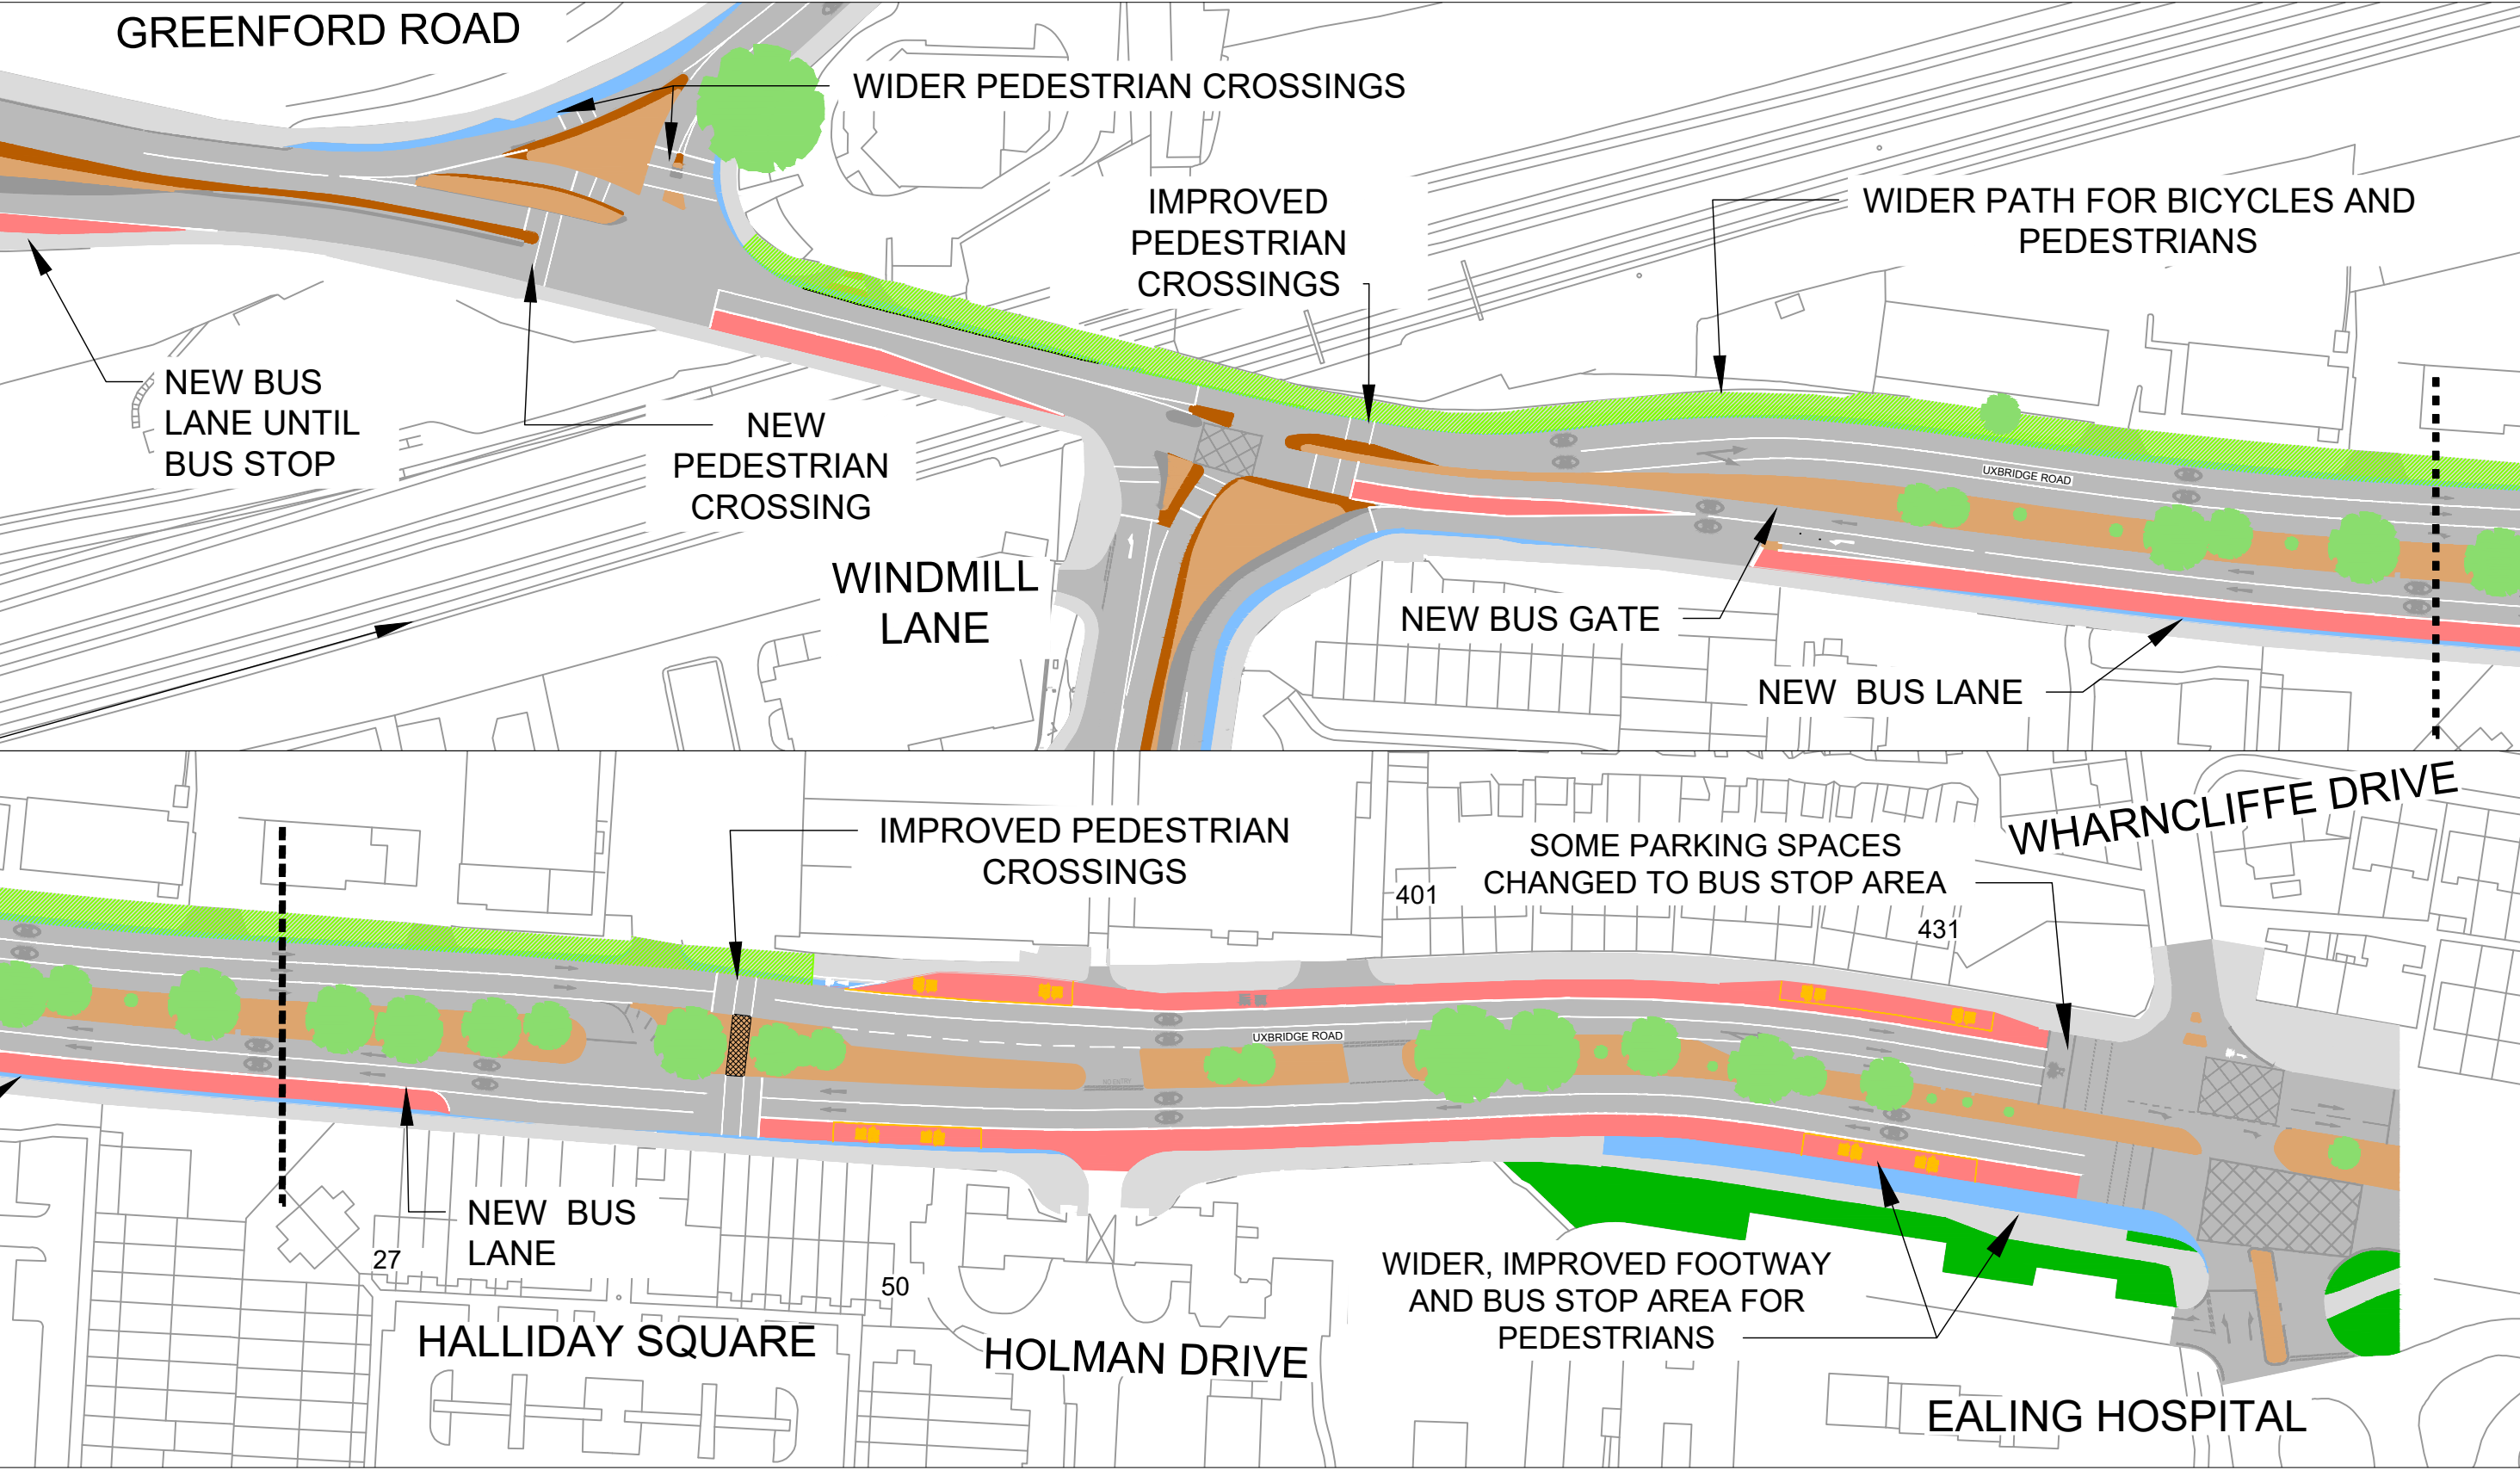 GREENFORD ROAD
WIDER PEDESTRIAN CROSSINGS
IMPROVED
PEDESTRIAN
CROSSINGS
WIDER PATH FOR BICYCLES AND
PEDESTRIANS
NEW BUS
LANE UNTIL
BUS STOP
NEW
PEDESTRIAN
CROSSING
UXBRIDGE ROAD
WINDMILL
LANE
NEW BUS GATE
NEW BUS LANE
WHARNCLIFFE DRIVE
IMPROVED PEDESTRIAN
CROSSINGS
SOME PARKING SPACES
CHANGED TO BUS STOP AREA
401
431
UXBRIDGE ROAD
NO ENTRY
NEW BUS
LANE
27
50
WIDER, IMPROVED FOOTWAY
AND BUS STOP AREA FOR
PEDESTRIANS
HALLIDAY SQUARE
HOLMAN DRIVE
EALING HOSPITAL